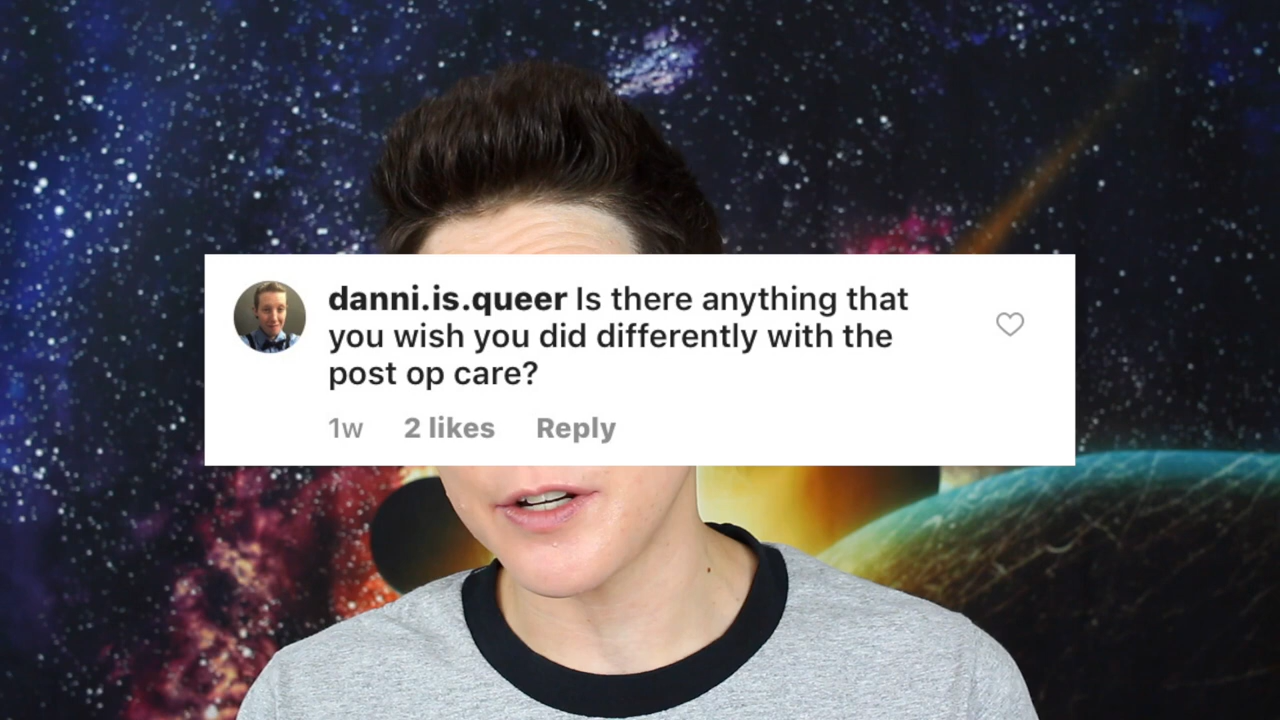 danni.is.queer Is there anything that
you wish you did differently with the
post op care?
1w 2 likes Reply